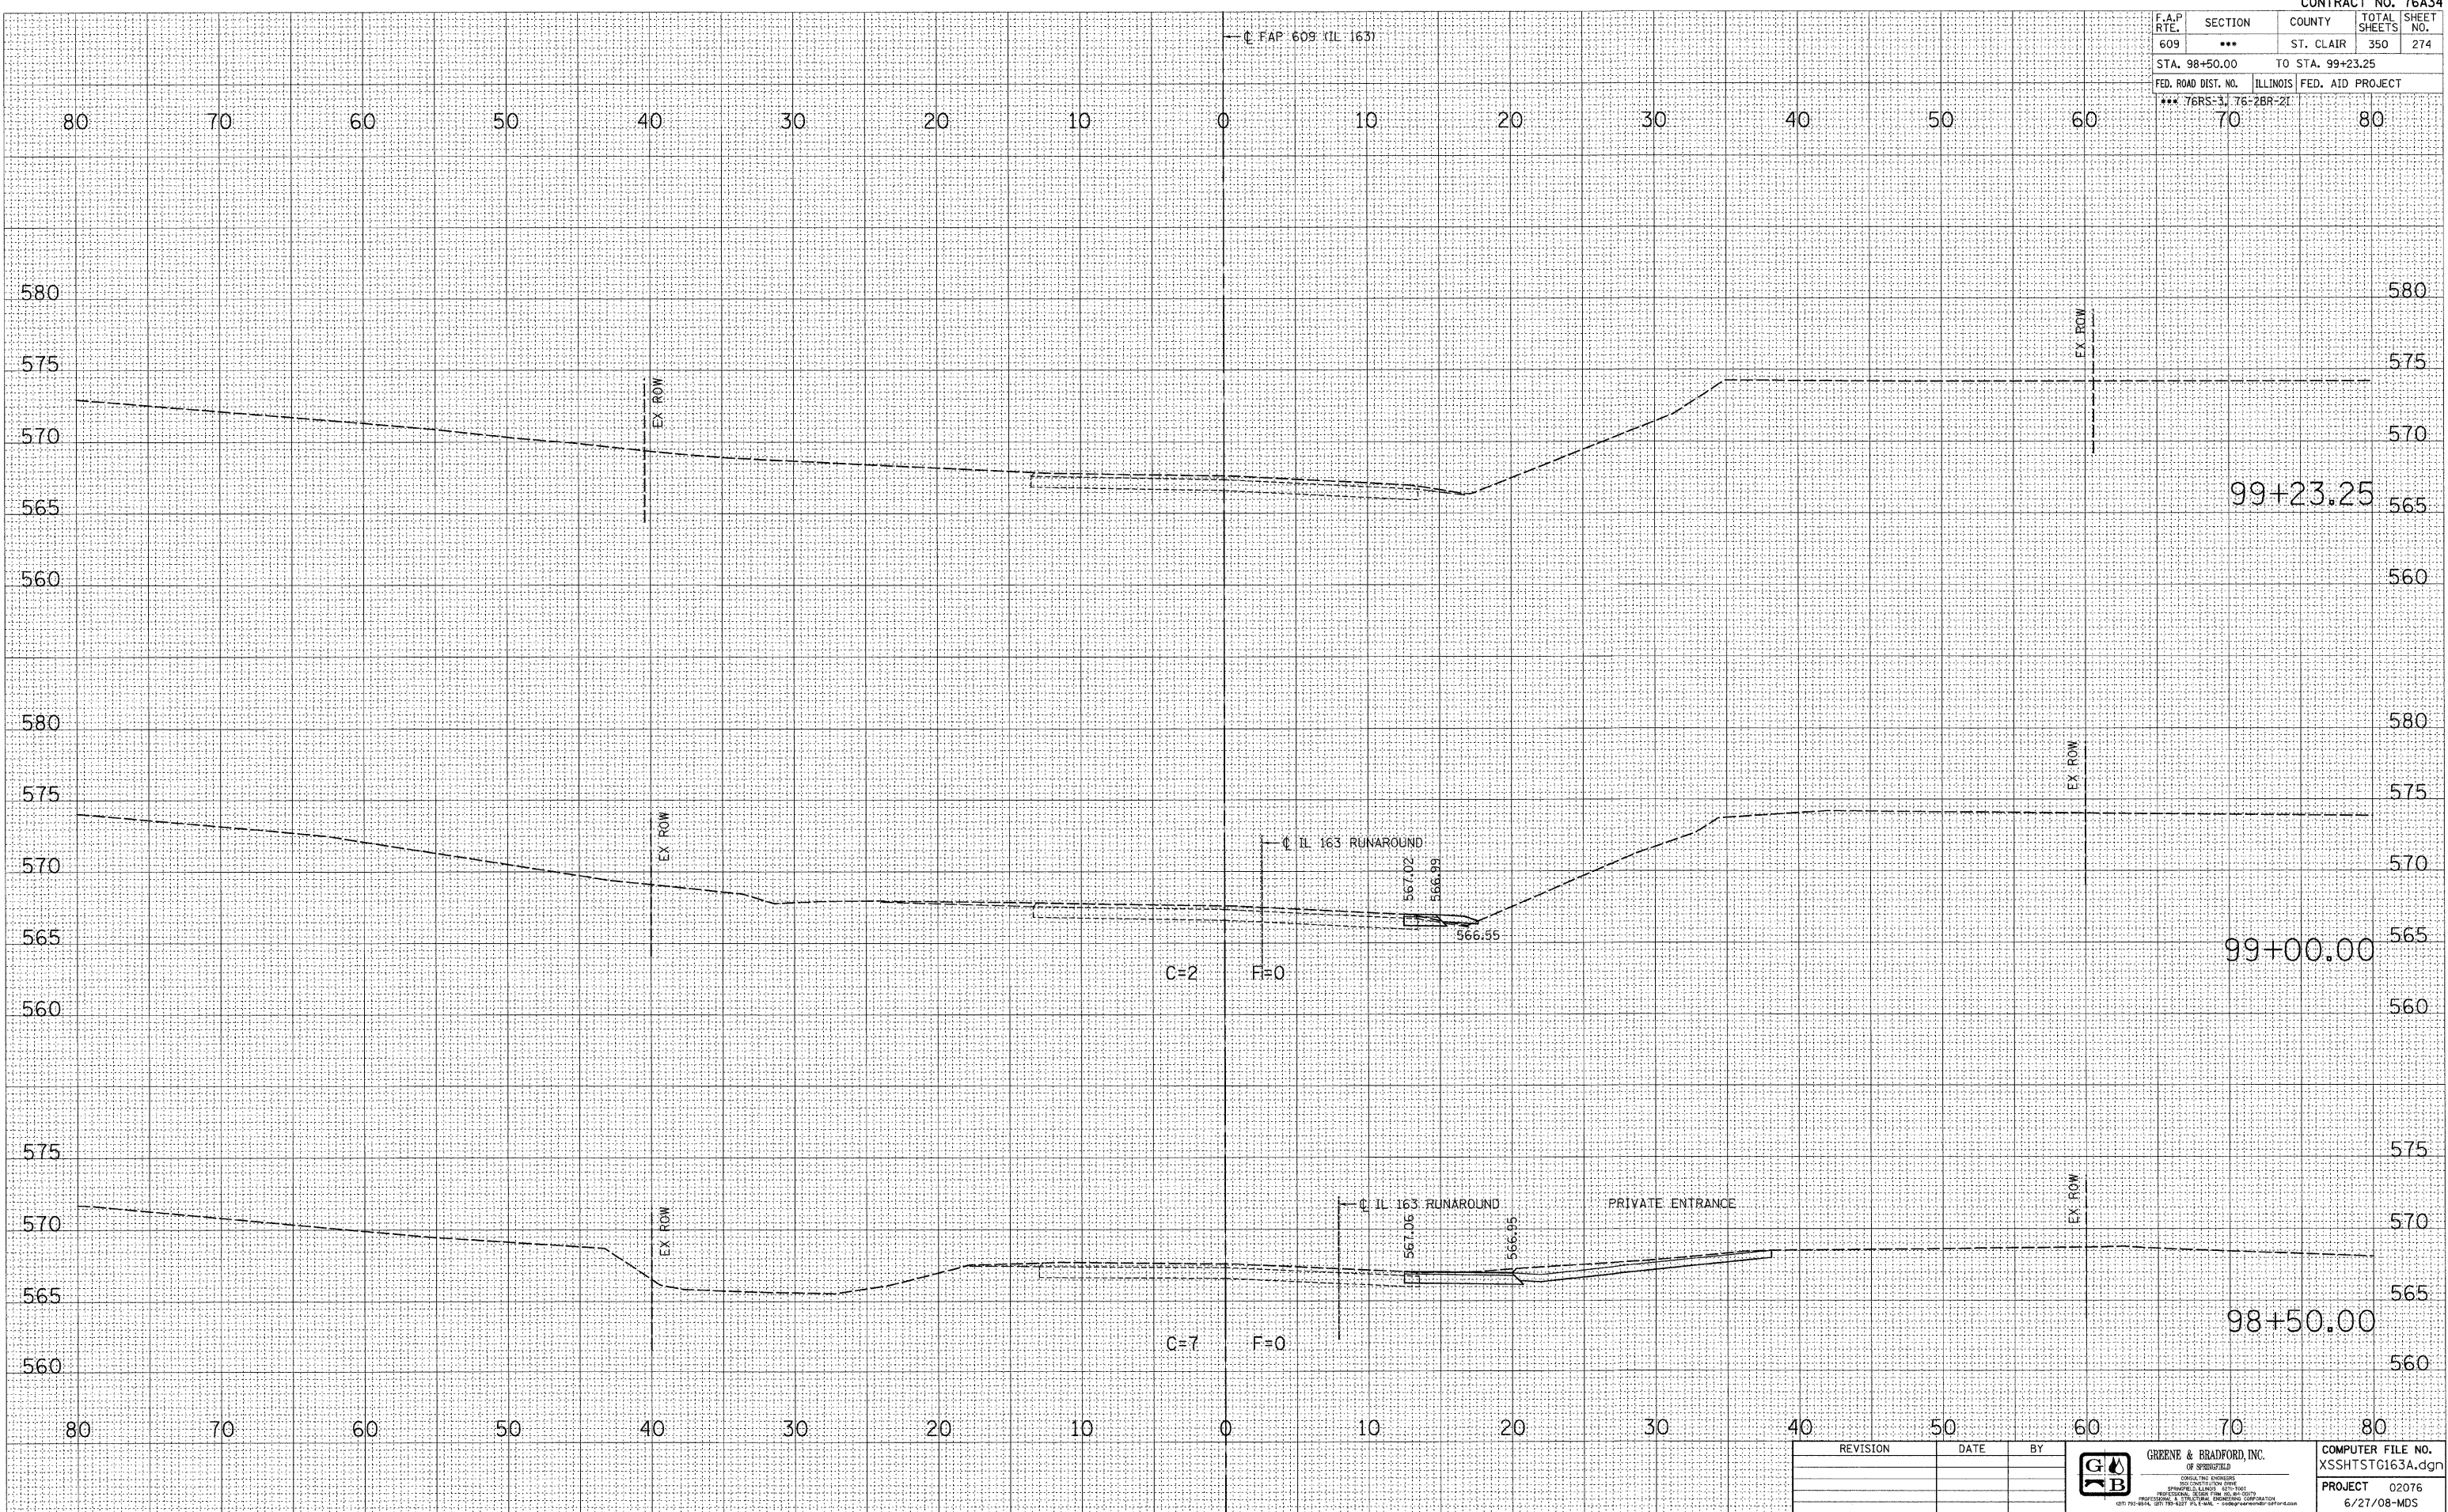 CONTRACT NO. 76A34
F.A.P RTE. SECTION COUNTY TOTAL SHEETS SHEET NO.
609 *** ST. CLAIR 350 274
STA. 98+50.00 TO STA. 99+23.25
FED. ROAD DIST. NO. ILLINOIS FED. AID PROJECT
*** 76RS-3, 76-2BR-2I
℄ FAP 609 (IL 163)
80 70 60 50 40 30 20 10 0 10 20 30 40 50 60 70 80
580 580
EX ROW
575 575
EX ROW
570 570
99+23.25
565 565
560 560
580 580
EX ROW
575 575
EX ROW
℄ IL 163 RUNAROUND
570 570
567.02 566.99
565 566.55 565
99+00.00
C=2 F=0
560 560
575 575
EX ROW
℄ IL 163 RUNAROUND PRIVATE ENTRANCE
570 570
EX ROW
567.06 566.95
565 565
98+50.00
C=7 F=0
560 560
80 70 60 50 40 30 20 10 0 10 20 30 40 50 60 70 80
REVISION DATE BY
G B
GREENE & BRADFORD, INC.
OF SPRINGFIELD
CONSULTING ENGINEERS
COMPUTER FILE NO.
XSSHTSTG163A.dgn
PROJECT 02076
6/27/08-MDS